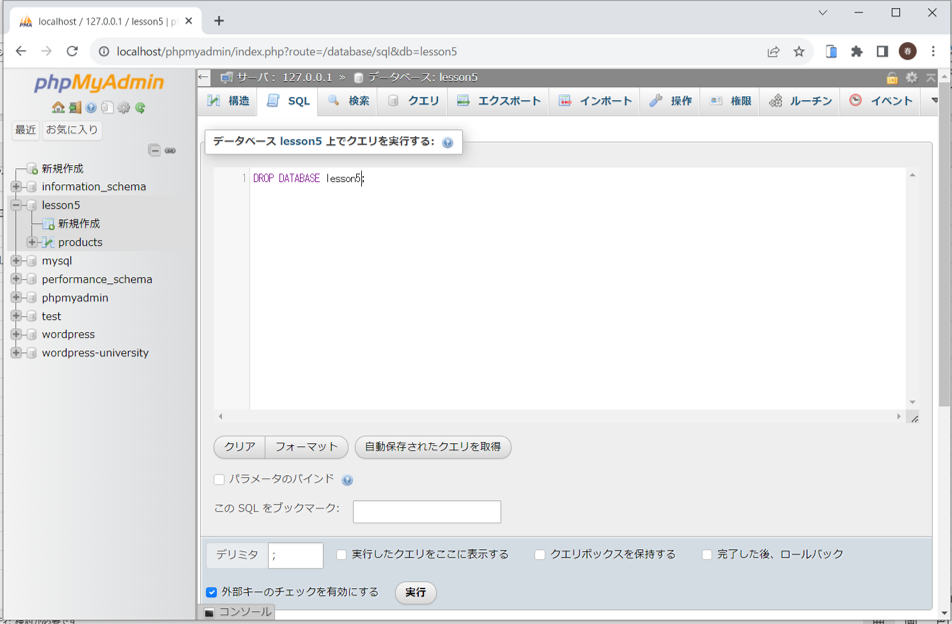 localhost / 127.0.0.1 / lesson5 | p
localhost/phpmyadmin/index.php?route=/database/sql&db=lesson5
春
phpMyAdmin
最近 お気に入り
新規作成
information_schema
lesson5
新規作成
products
mysql
performance_schema
phpmyadmin
test
wordpress
wordpress-university
サーバ: 127.0.0.1 » データベース: lesson5
構造 SQL 検索 クエリ エクスポート インポート 操作 権限 ルーチン イベント
データベース lesson5 上でクエリを実行する:
1 DROP DATABASE lesson5;
クリア フォーマット 自動保存されたクエリを取得
パラメータのバインド
この SQL をブックマーク:
デリミタ ; 実行したクエリをここに表示する クエリボックスを保持する 完了した後、ロールバック
外部キーのチェックを有効にする 実行
コンソール